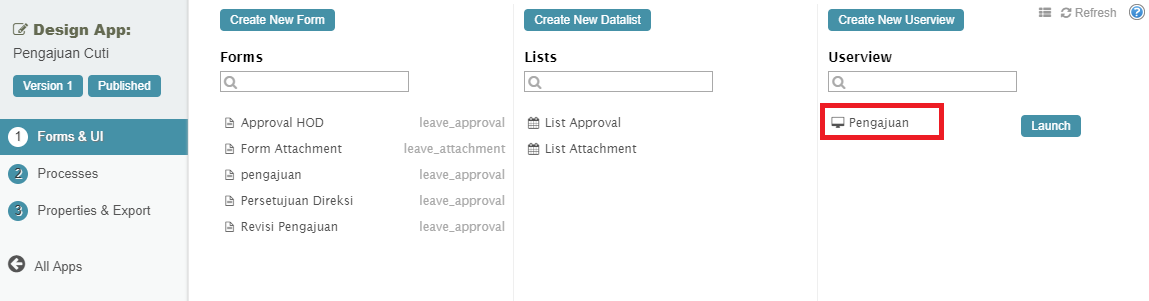 Design App:
Pengajuan Cuti
Version 1 Published
1 Forms & UI
2 Processes
3 Properties & Export
All Apps
Create New Form
Forms
Approval HOD leave_approval
Form Attachment leave_attachment
pengajuan leave_approval
Persetujuan Direksi leave_approval
Revisi Pengajuan leave_approval
Create New Datalist
Lists
List Approval
List Attachment
Create New Userview
Refresh ?
Userview
Pengajuan Launch